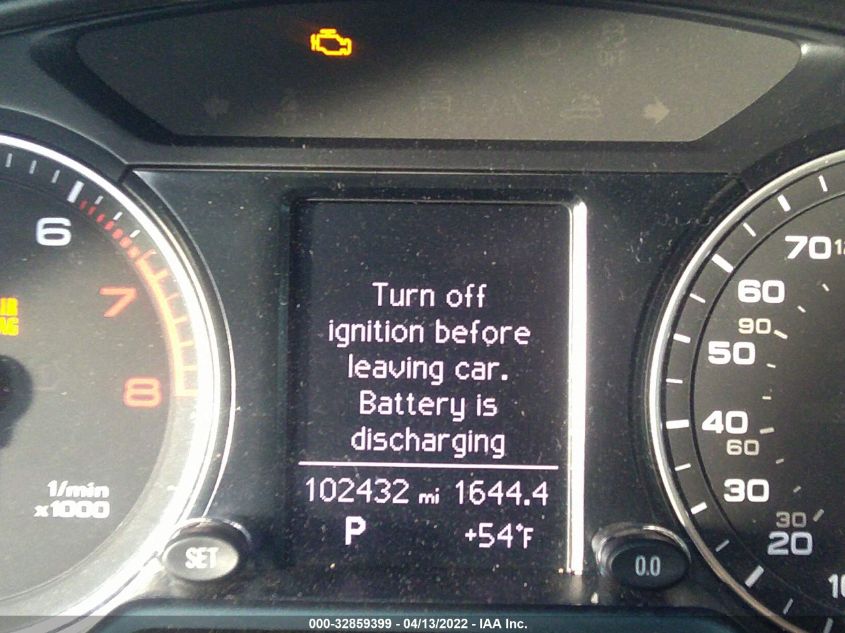 6
7
8
1/min
x1000
AIR
BAG
SET
Turn off
ignition before
leaving car.
Battery is
discharging
102432 mi 1644.4
P +54°F
0.0
70
60
90
50
40
60
30
30
20
000-32859399 / 04/13/2022 - IAA Inc.